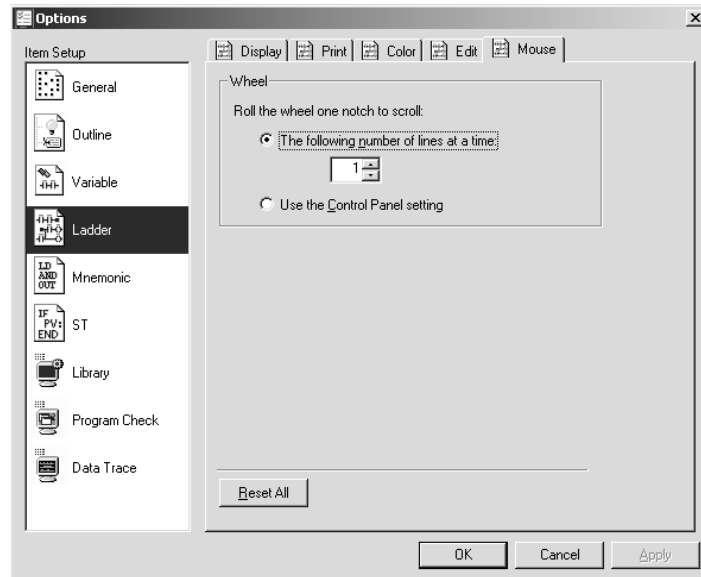 Options
Item Setup
General
Outline
Variable
Ladder
LD
AND
OUT
Mnemonic
IF
PV:
END
ST
Library
Program Check
Data Trace
Display
Print
Color
Edit
Mouse
Wheel
Roll the wheel one notch to scroll:
The following number of lines at a time:
1
Use the Control Panel setting
Reset All
OK
Cancel
Apply